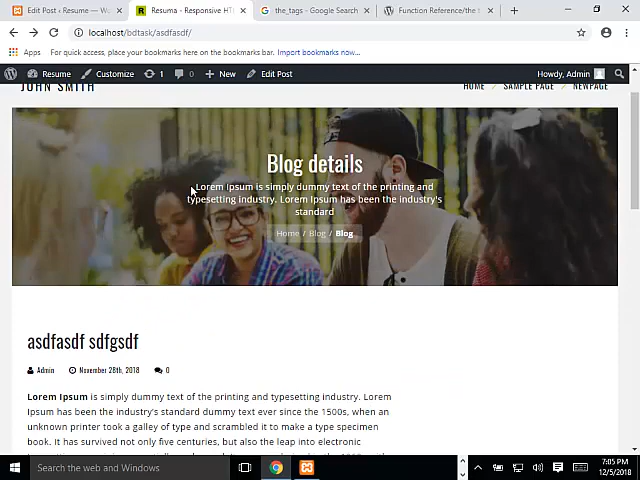 Edit Post ‹ Resume — Wo
Resuma - Responsive HT
the_tags - Google Search
Function Reference/the t
localhost/bdtask/asdfasdf/
Apps For quick access, place your bookmarks here on the bookmarks bar. Import bookmarks now...
Resume Customize 1 0 New Edit Post Howdy, Admin
JOHN SMITH HOME / SAMPLE PAGE / NEWPAGE
Blog details
Lorem Ipsum is simply dummy text of the printing and
typesetting industry. Lorem Ipsum has been the industry's
standard
Home / Blog / Blog
asdfasdf sdfgsdf
Admin November 28th, 2018 0
Lorem Ipsum is simply dummy text of the printing and typesetting industry. Lorem
Ipsum has been the industry's standard dummy text ever since the 1500s, when an
unknown printer took a galley of type and scrambled it to make a type specimen
book. It has survived not only five centuries, but also the leap into electronic
Search the web and Windows
7:05 PM
12/5/2018